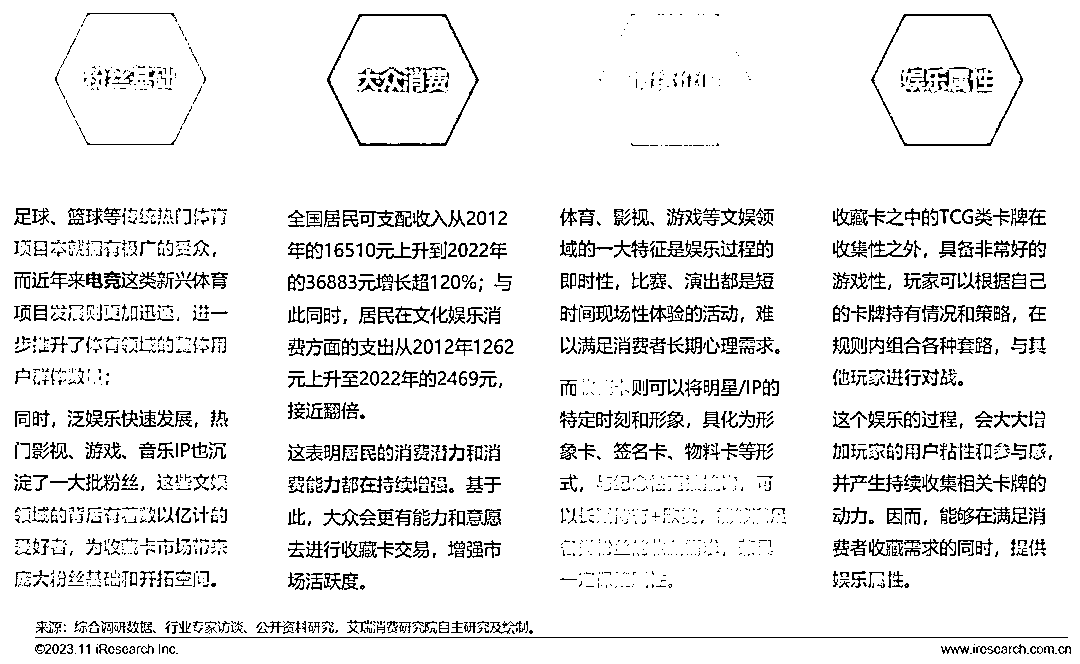 粉丝基础
大众消费
娱乐属性
足球、篮球等传统热门体育
项目本就拥有极广的受众，
而近年来电竞这类新兴体育
项目发展则更加迅速，进一
步推升了体育领域的整体用
户群体数量；
同时，泛娱乐快速发展，热
门影视、游戏、音乐IP也沉
淀了一大批粉丝，这些文娱
领域的背后有着数以亿计的
爱好者，为收藏卡市场带来
庞大粉丝基础和开拓空间。
全国居民可支配收入从2012
年的16510元上升到2022年
的36883元增长超120%；与
此同时，居民在文化娱乐消
费方面的支出从2012年1262
元上升至2022年的2469元，
接近翻倍。
这表明居民的消费潜力和消
费能力都在持续增强。基于
此，大众会更有能力和意愿
去进行收藏卡交易，增强市
场活跃度。
体育、影视、游戏等文娱领
域的一大特征是娱乐过程的
即时性，比赛、演出都是短
时间现场性体验的活动，难
以满足消费者长期心理需求。
而 则可以将明星/IP的
特定时刻和形象，具化为形
象卡、签名卡、物料卡等形
式， 可
以长
一定 属性。
收藏卡之中的TCG类卡牌在
收集性之外，具备非常好的
游戏性，玩家可以根据自己
的卡牌持有情况和策略，在
规则内组合各种套路，与其
他玩家进行对战。
这个娱乐的过程，会大大增
加玩家的用户粘性和参与感，
并产生持续收集相关卡牌的
动力。因而，能够在满足消
费者收藏需求的同时，提供
娱乐属性。
来源：综合调研数据、行业专家访谈、公开资料研究，艾瑞消费研究院自主研究及绘制。
©2023.11 iResearch Inc.
www.iresearch.com.cn